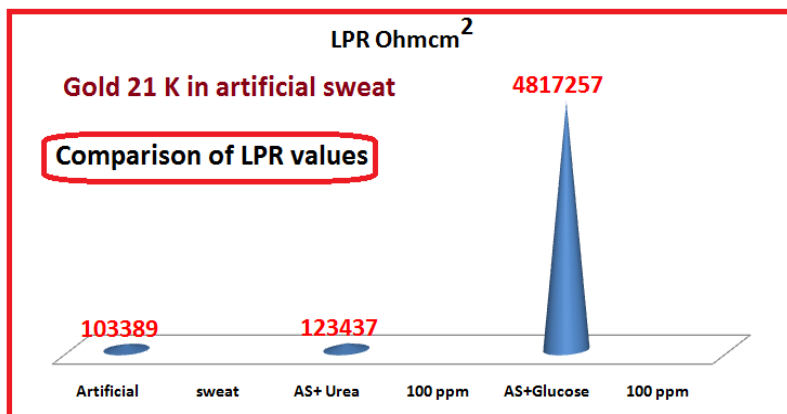 LPR Ohmcm²
Gold 21 K in artificial sweat
4817257
Comparison of LPR values
103389
123437
Artificial sweat AS+ Urea 100 ppm AS+Glucose 100 ppm